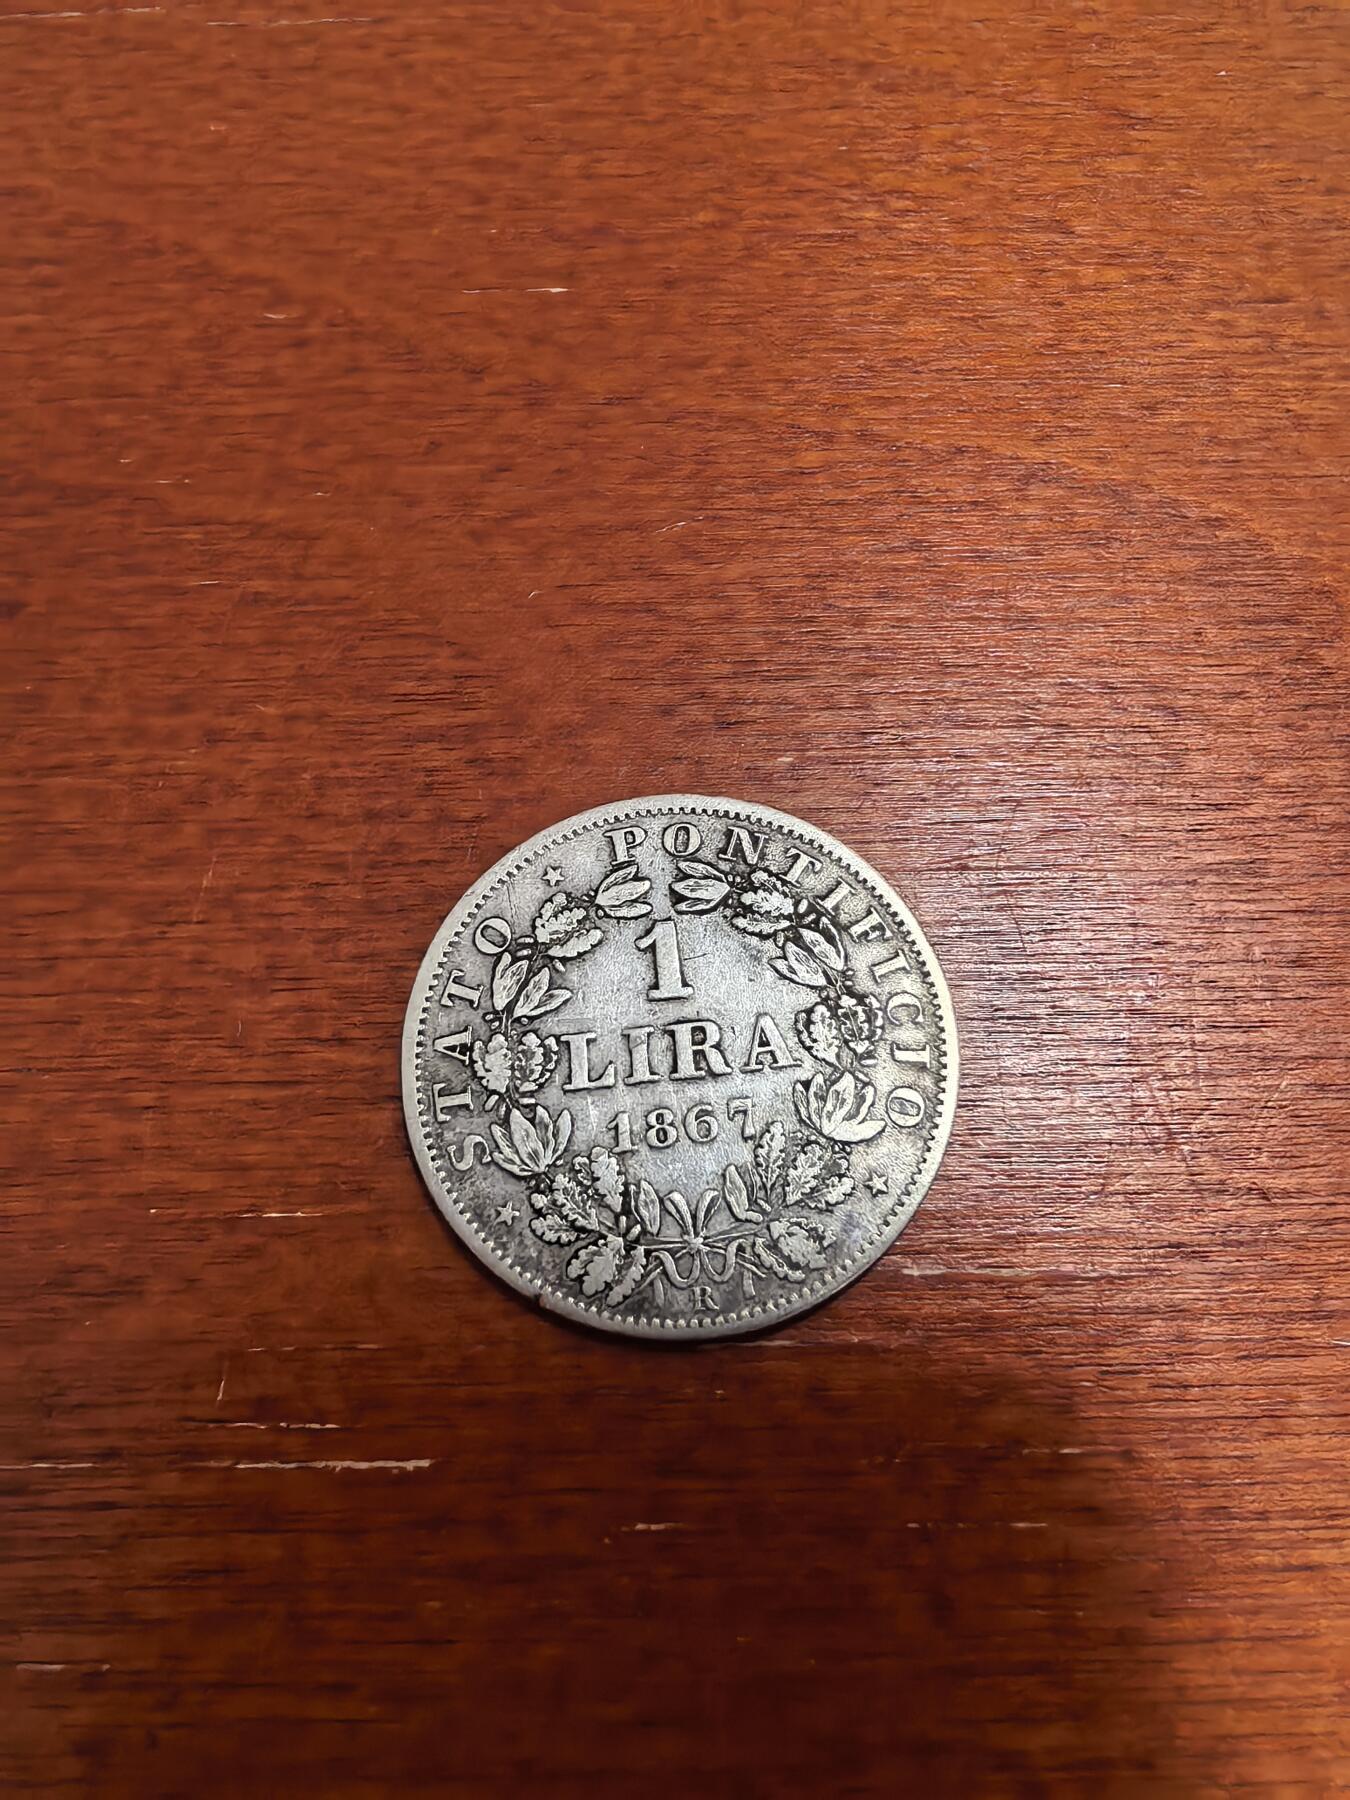 STATO PONTIFICIO
1
LIRA
1867
R